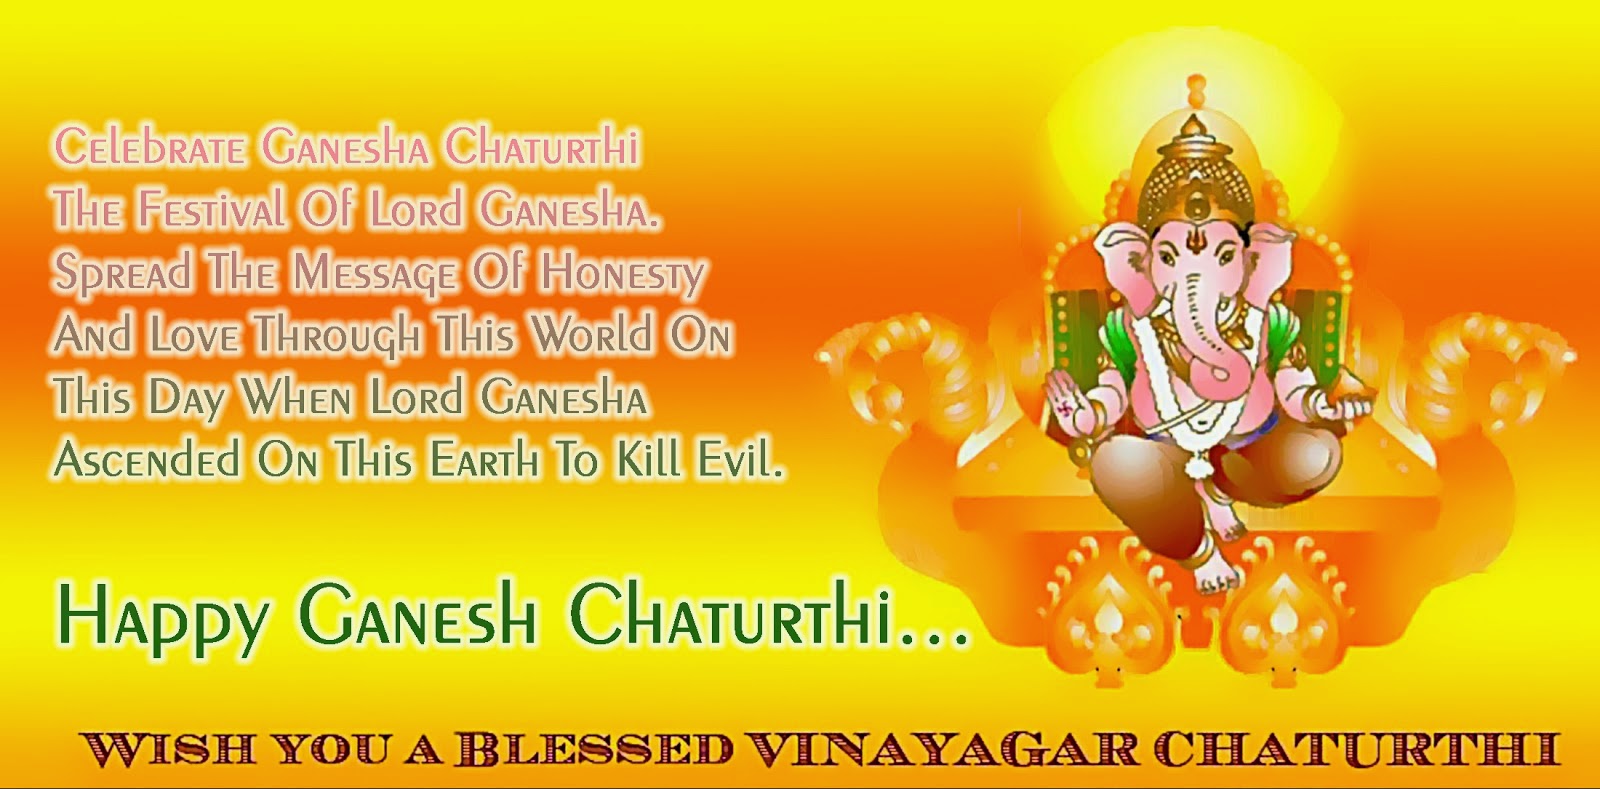 Celebrate Ganesha Chaturthi
The Festival Of Lord Ganesha.
Spread The Message Of Honesty
And Love Through This World On
This Day When Lord Ganesha
Ascended On This Earth To Kill Evil.
Happy Ganesh Chaturthi...
Wish you a Blessed VINAYAGAR CHATURTHI